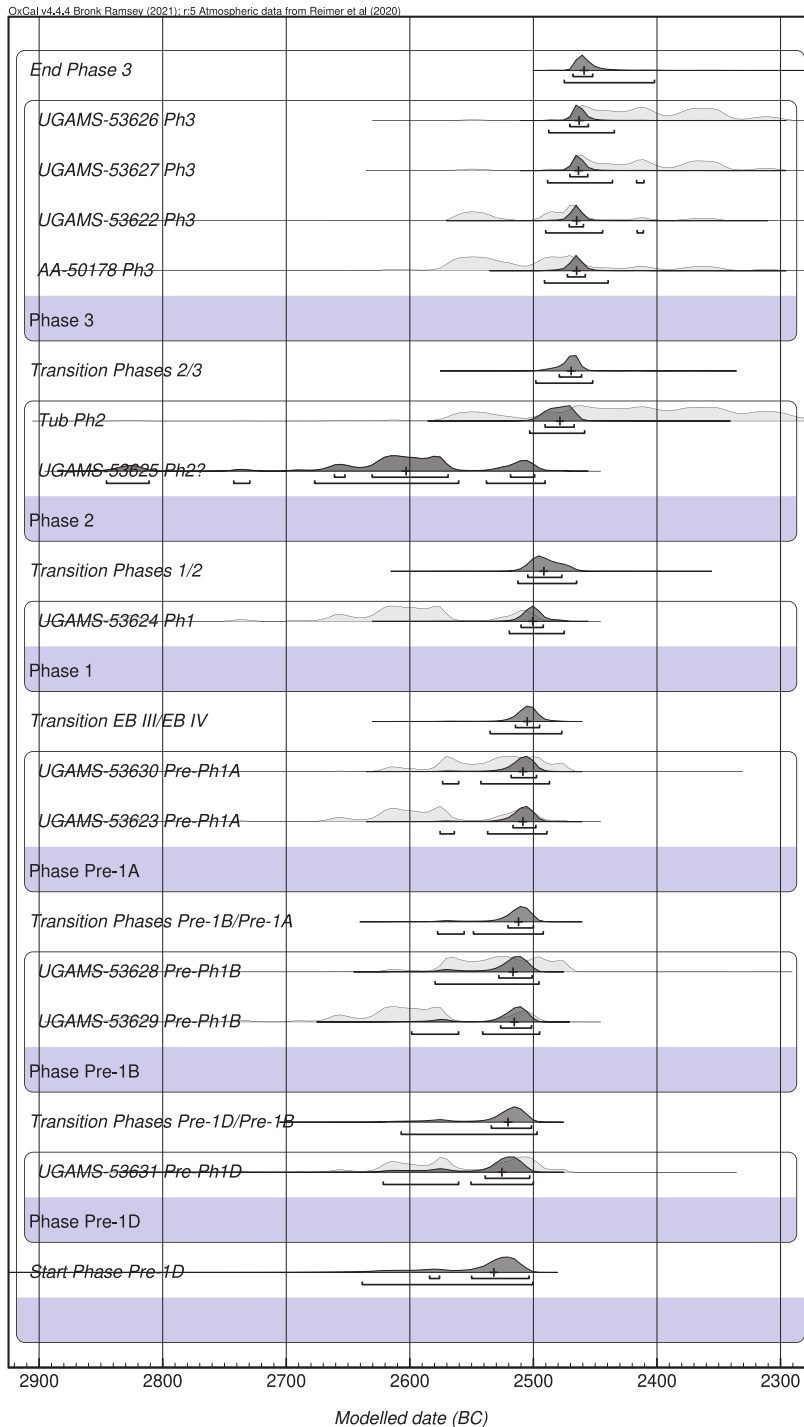 OxCal v4.4.4 Bronk Ramsey (2021); r:5 Atmospheric data from Reimer et al (2020)
End Phase 3
UGAMS-53626 Ph3
UGAMS-53627 Ph3
UGAMS-53622 Ph3
AA-50178 Ph3
Phase 3
Transition Phases 2/3
Tub Ph2
UGAMS-53625 Ph2?
Phase 2
Transition Phases 1/2
UGAMS-53624 Ph1
Phase 1
Transition EB III/EB IV
UGAMS-53630 Pre-Ph1A
UGAMS-53623 Pre-Ph1A
Phase Pre-1A
Transition Phases Pre-1B/Pre-1A
UGAMS-53628 Pre-Ph1B
UGAMS-53629 Pre-Ph1B
Phase Pre-1B
Transition Phases Pre-1D/Pre-1B
UGAMS-53631 Pre-Ph1D
Phase Pre-1D
Start Phase Pre-1D
2900 2800 2700 2600 2500 2400 2300
Modelled date (BC)